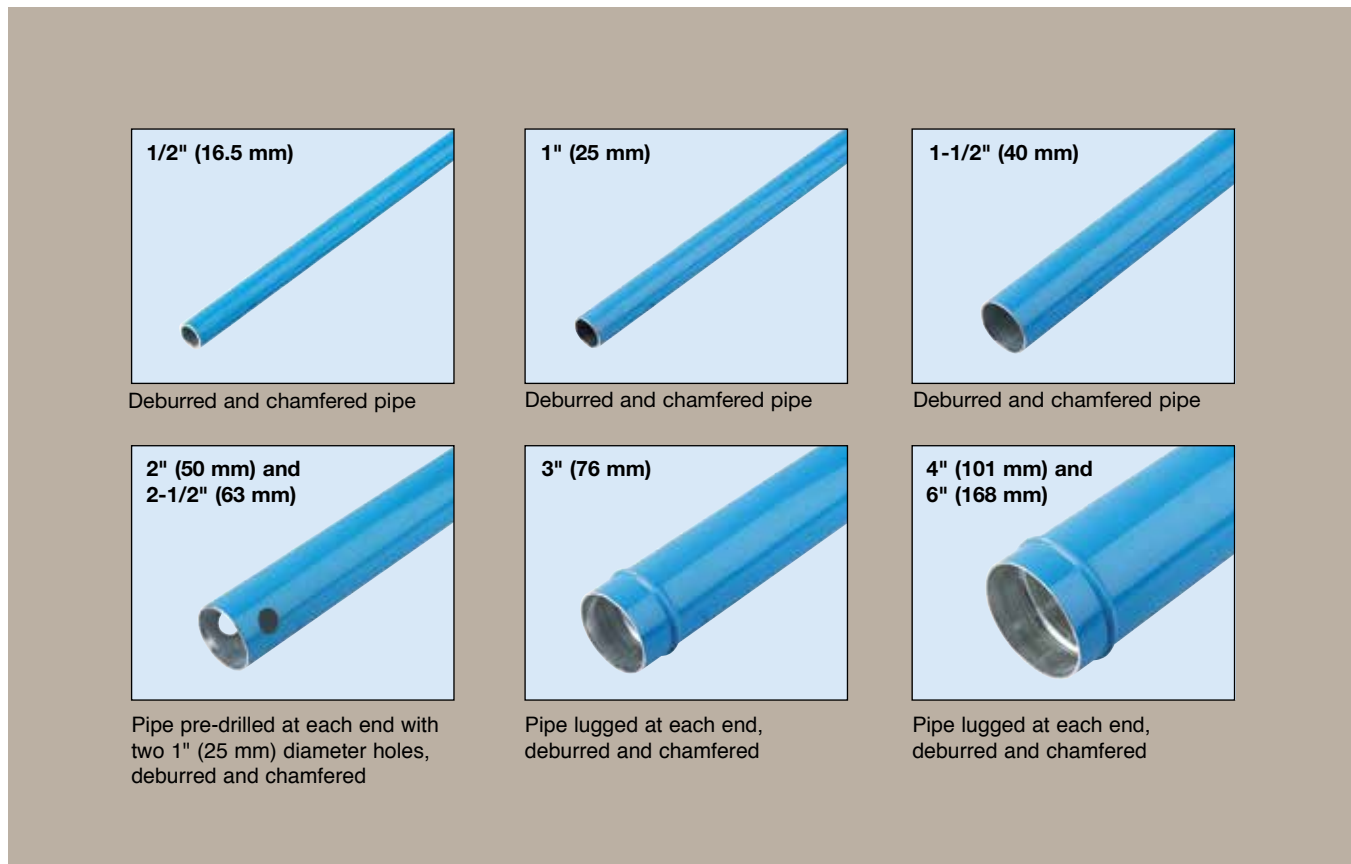 1/2" (16.5 mm)
Deburred and chamfered pipe
1" (25 mm)
Deburred and chamfered pipe
1-1/2" (40 mm)
Deburred and chamfered pipe
2" (50 mm) and
2-1/2" (63 mm)
Pipe pre-drilled at each end with
two 1" (25 mm) diameter holes,
deburred and chamfered
3" (76 mm)
Pipe lugged at each end,
deburred and chamfered
4" (101 mm) and
6" (168 mm)
Pipe lugged at each end,
deburred and chamfered